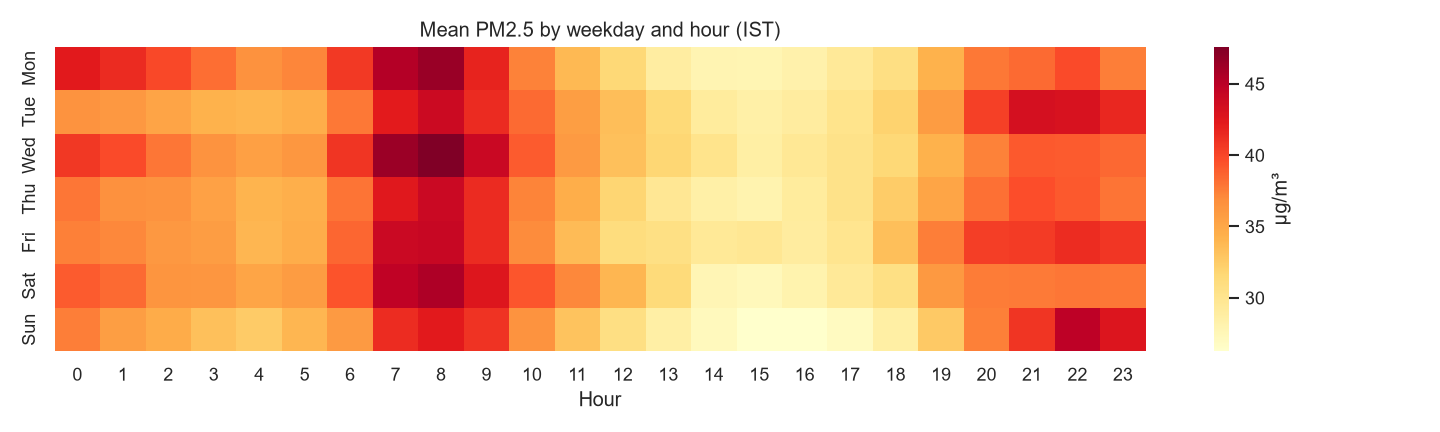 Mean PM2.5 by weekday and hour (IST)
Mon
Tue
Wed
Thu
Fri
Sat
Sun
0 1 2 3 4 5 6 7 8 9 10 11 12 13 14 15 16 17 18 19 20 21 22 23
Hour
45
40
35
30
µg/m³